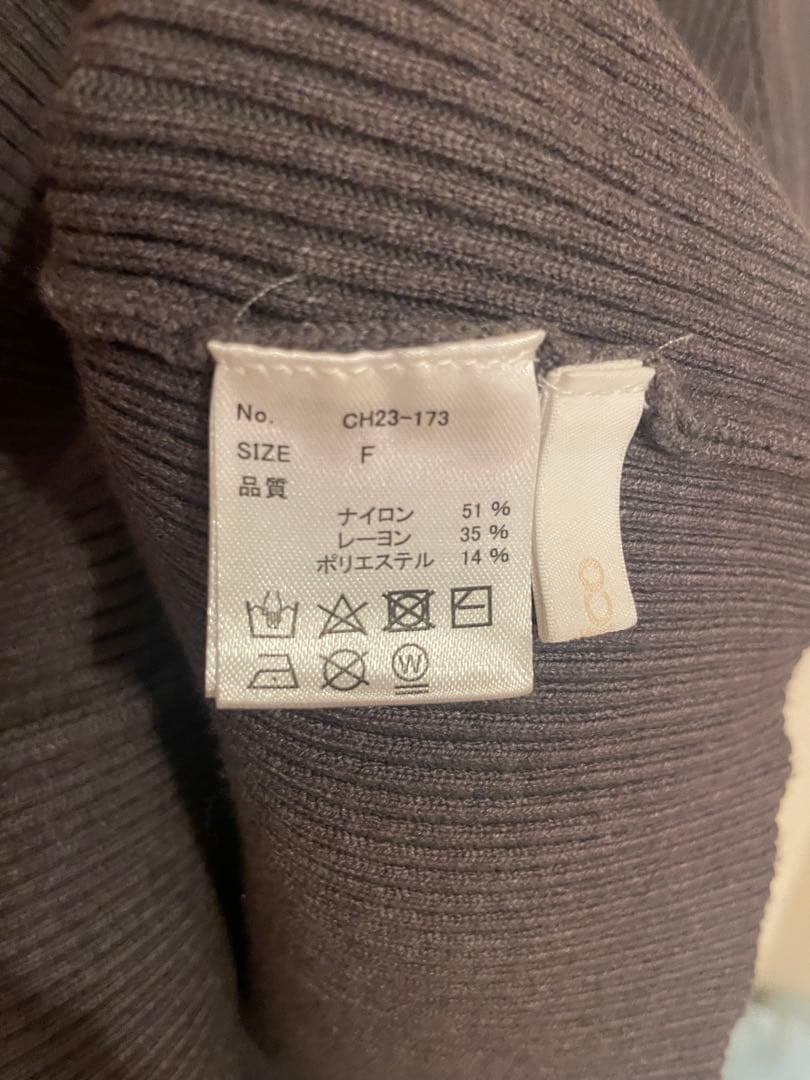 No. CH23-173
SIZE F
品質
ナイロン 51 %
レーヨン 35 %
ポリエステル 14 %
W